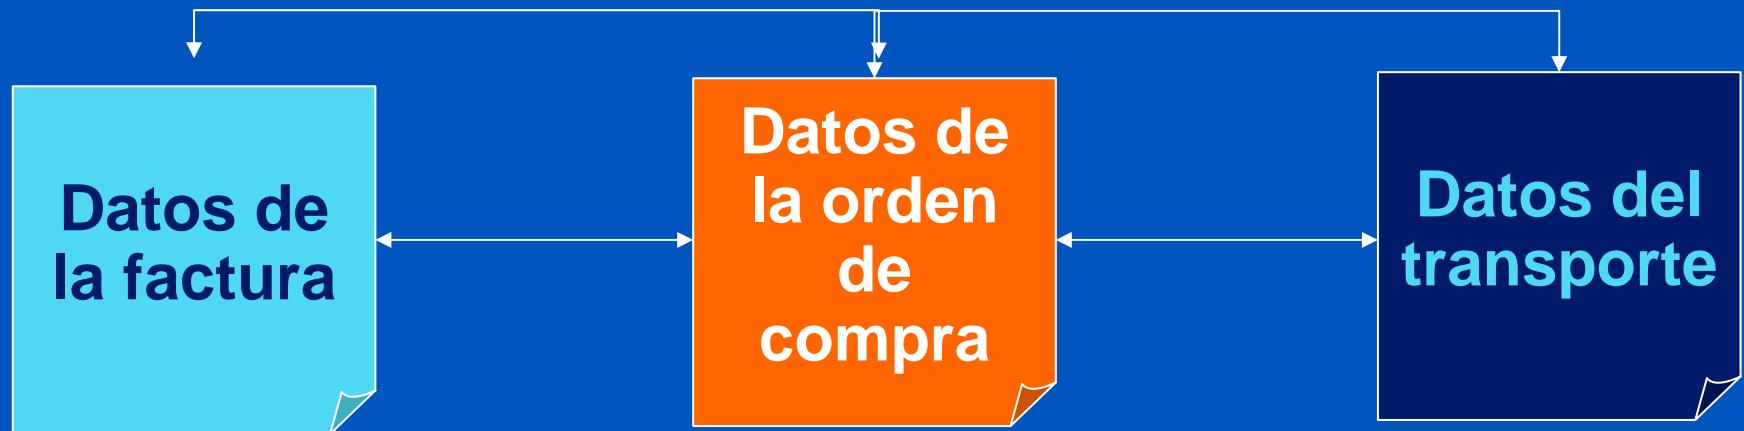 Datos de
la factura
Datos de
la orden
de
compra
Datos del
transporte